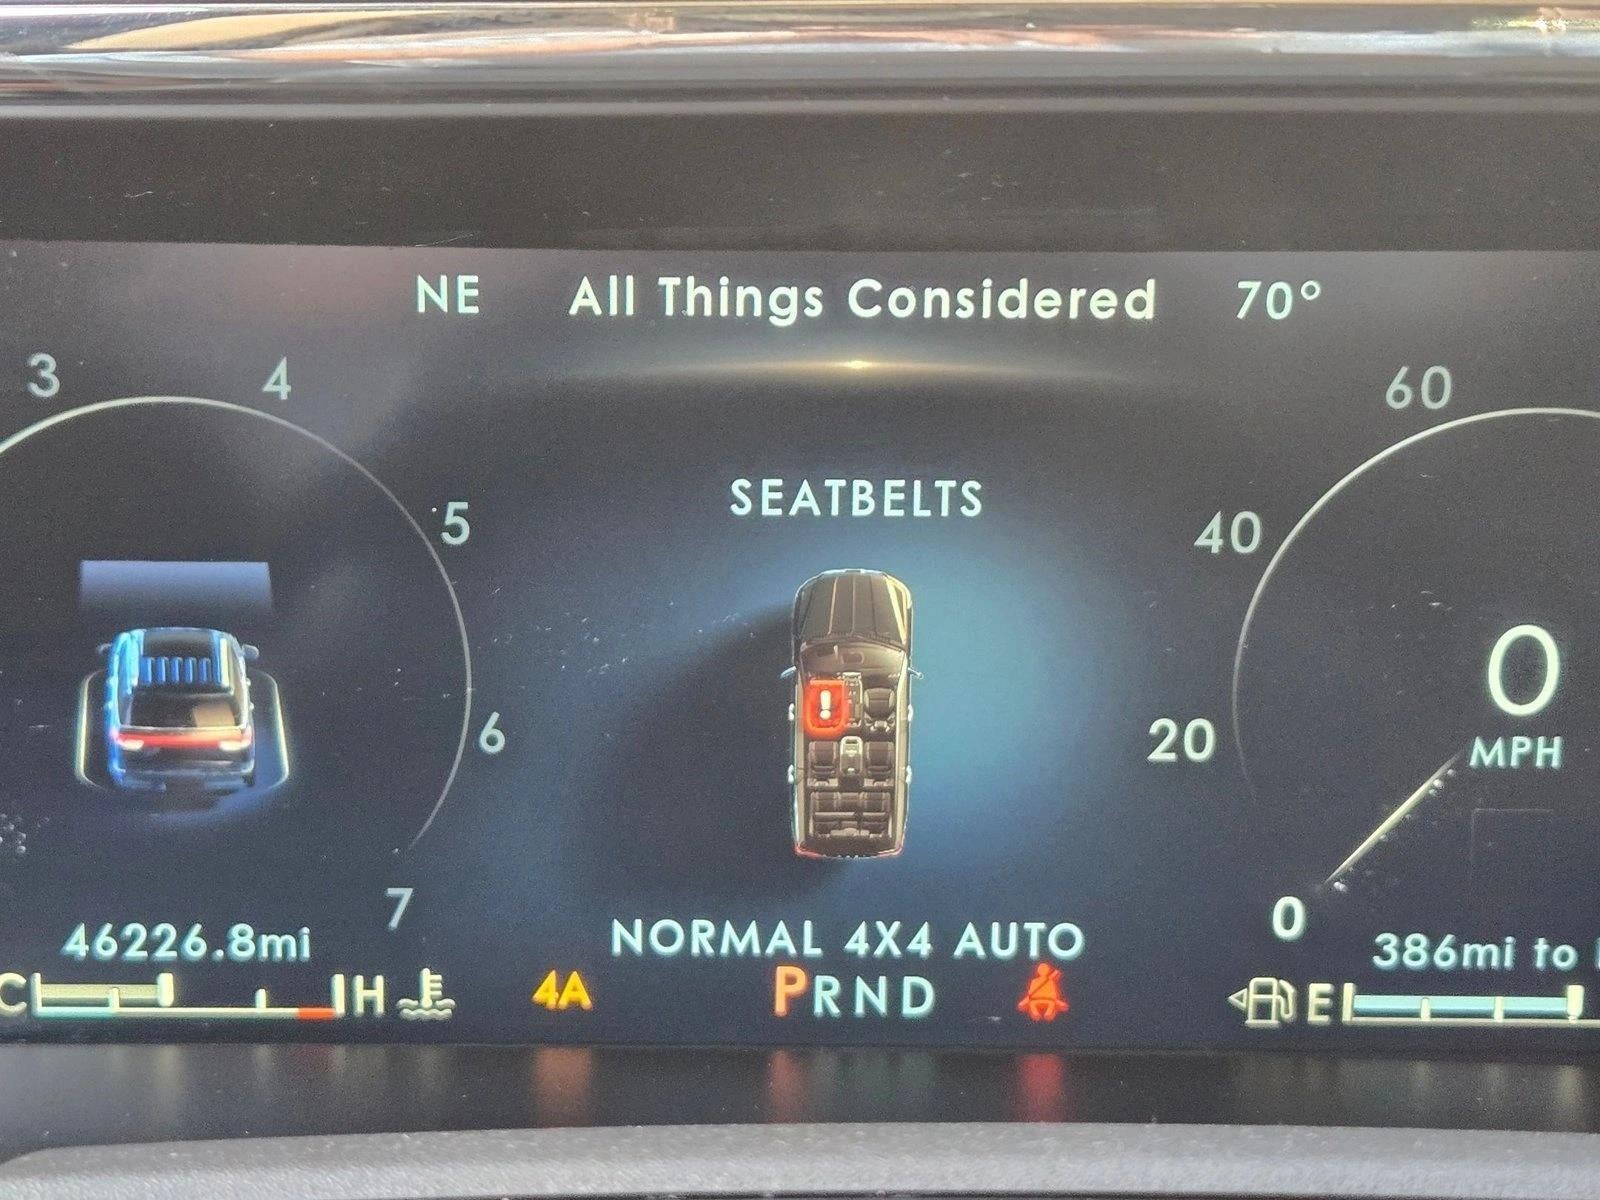 NE All Things Considered 70°
3 4 5 6 7
60 40 20 0
SEATBELTS
0
MPH
46226.8mi
NORMAL 4X4 AUTO
386mi to
C H 4A PRND E